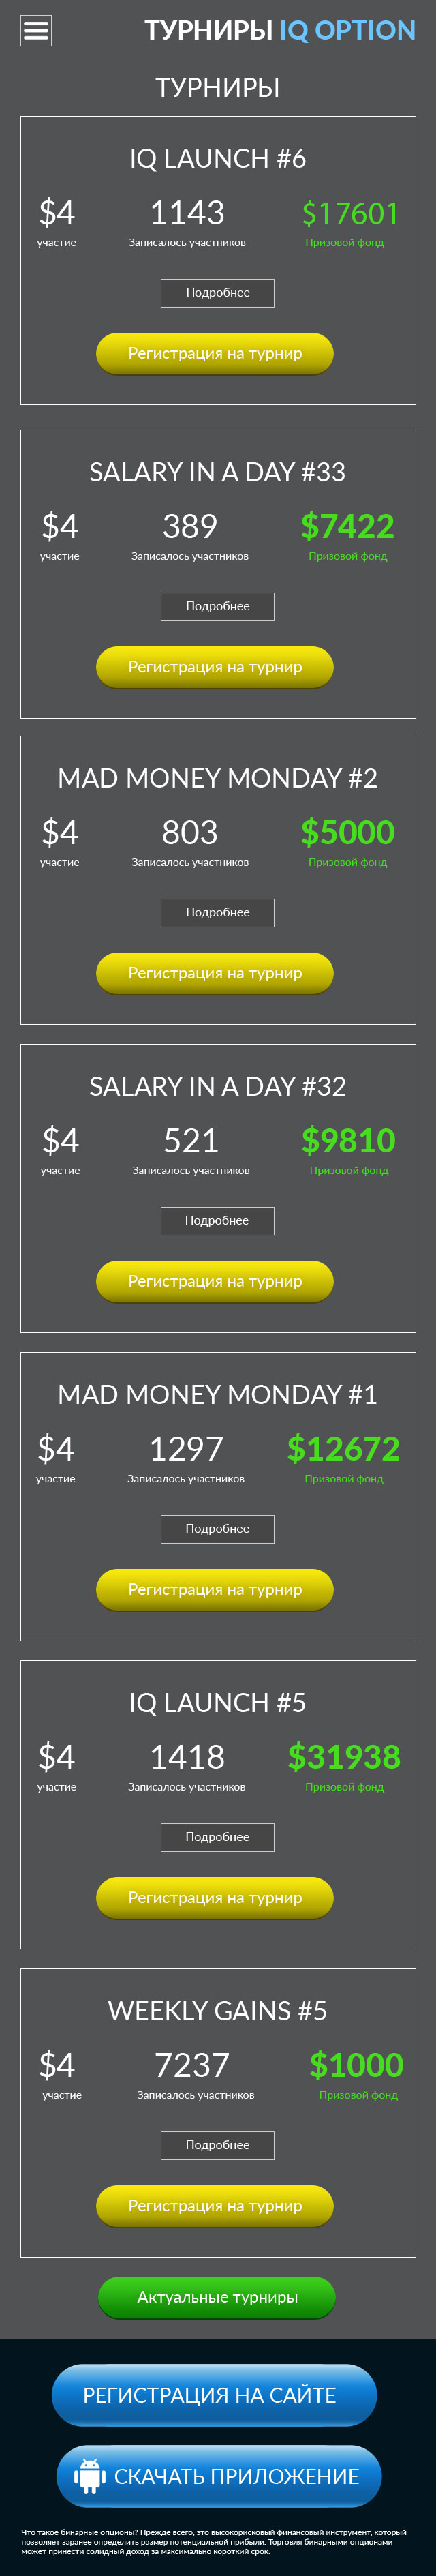 ТУРНИРЫ IQ OPTION
ТУРНИРЫ
IQ LAUNCH #6
$4 1143 $17601
участие Записалось участников Призовой фонд
Подробнее
Регистрация на турнир
SALARY IN A DAY #33
$4 389 $7422
участие Записалось участников Призовой фонд
Подробнее
Регистрация на турнир
MAD MONEY MONDAY #2
$4 803 $5000
участие Записалось участников Призовой фонд
Подробнее
Регистрация на турнир
SALARY IN A DAY #32
$4 521 $9810
участие Записалось участников Призовой фонд
Подробнее
Регистрация на турнир
MAD MONEY MONDAY #1
$4 1297 $12672
участие Записалось участников Призовой фонд
Подробнее
Регистрация на турнир
IQ LAUNCH #5
$4 1418 $31938
участие Записалось участников Призовой фонд
Подробнее
Регистрация на турнир
WEEKLY GAINS #5
$4 7237 $1000
участие Записалось участников Призовой фонд
Подробнее
Регистрация на турнир
Актуальные турниры
РЕГИСТРАЦИЯ НА САЙТЕ
СКАЧАТЬ ПРИЛОЖЕНИЕ
Что такое бинарные опционы? Прежде всего, это высокорисковый финансовый инструмент, который
позволяет заранее определить размер потенциальной прибыли. Торговля бинарными опционами
может принести солидный доход за максимально короткий срок.